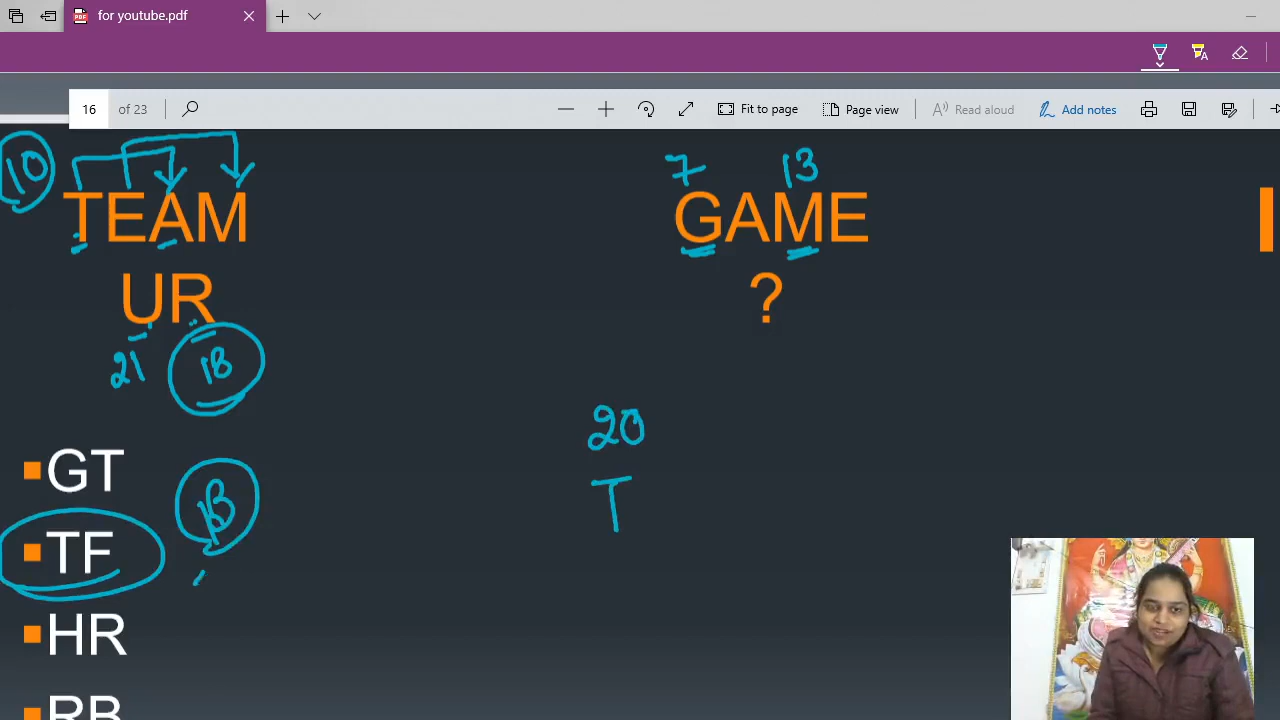 for youtube.pdf
16 of 23
Fit to page Page view Read aloud Add notes
10
7 13
TEAM GAME
UR ?
21 18
20
GT
T
TF
HR
RB